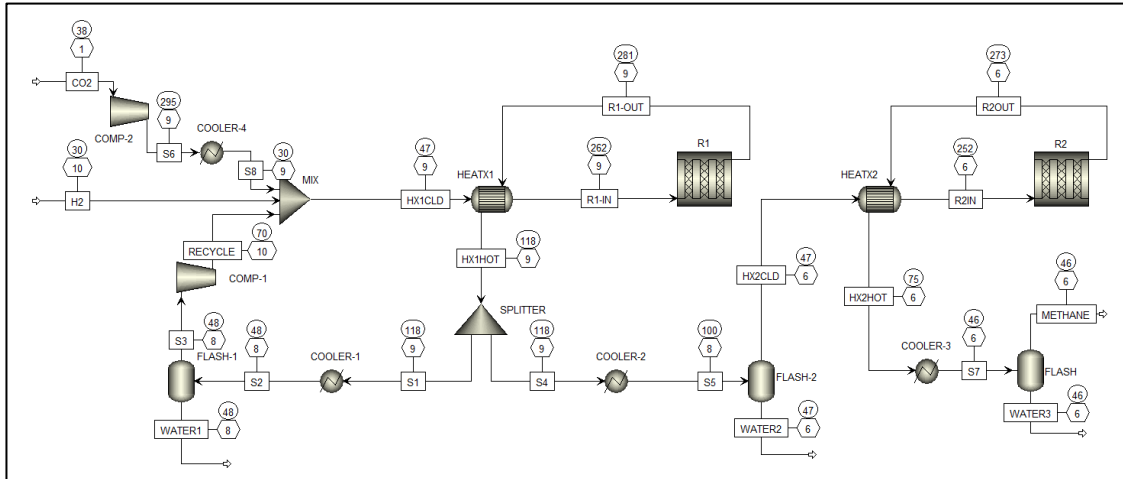 38
1
CO2
COMP-2
295
9
S6
COOLER-4
30
9
S8
30
10
H2
MIX
70
10
RECYCLE
COMP-1
48
8
S3
FLASH-1
48
8
S2
COOLER-1
118
9
S1
48
8
WATER1
47
9
HX1CLD
HEATX1
262
9
R1-IN
281
9
R1-OUT
R1
118
9
HX1HOT
SPLITTER
118
9
S4
COOLER-2
100
8
S5
FLASH-2
47
6
WATER2
47
6
HX2CLD
HEATX2
252
6
R2IN
273
6
R2OUT
R2
75
6
HX2HOT
COOLER-3
46
6
S7
46
6
METHANE
FLASH
46
6
WATER3